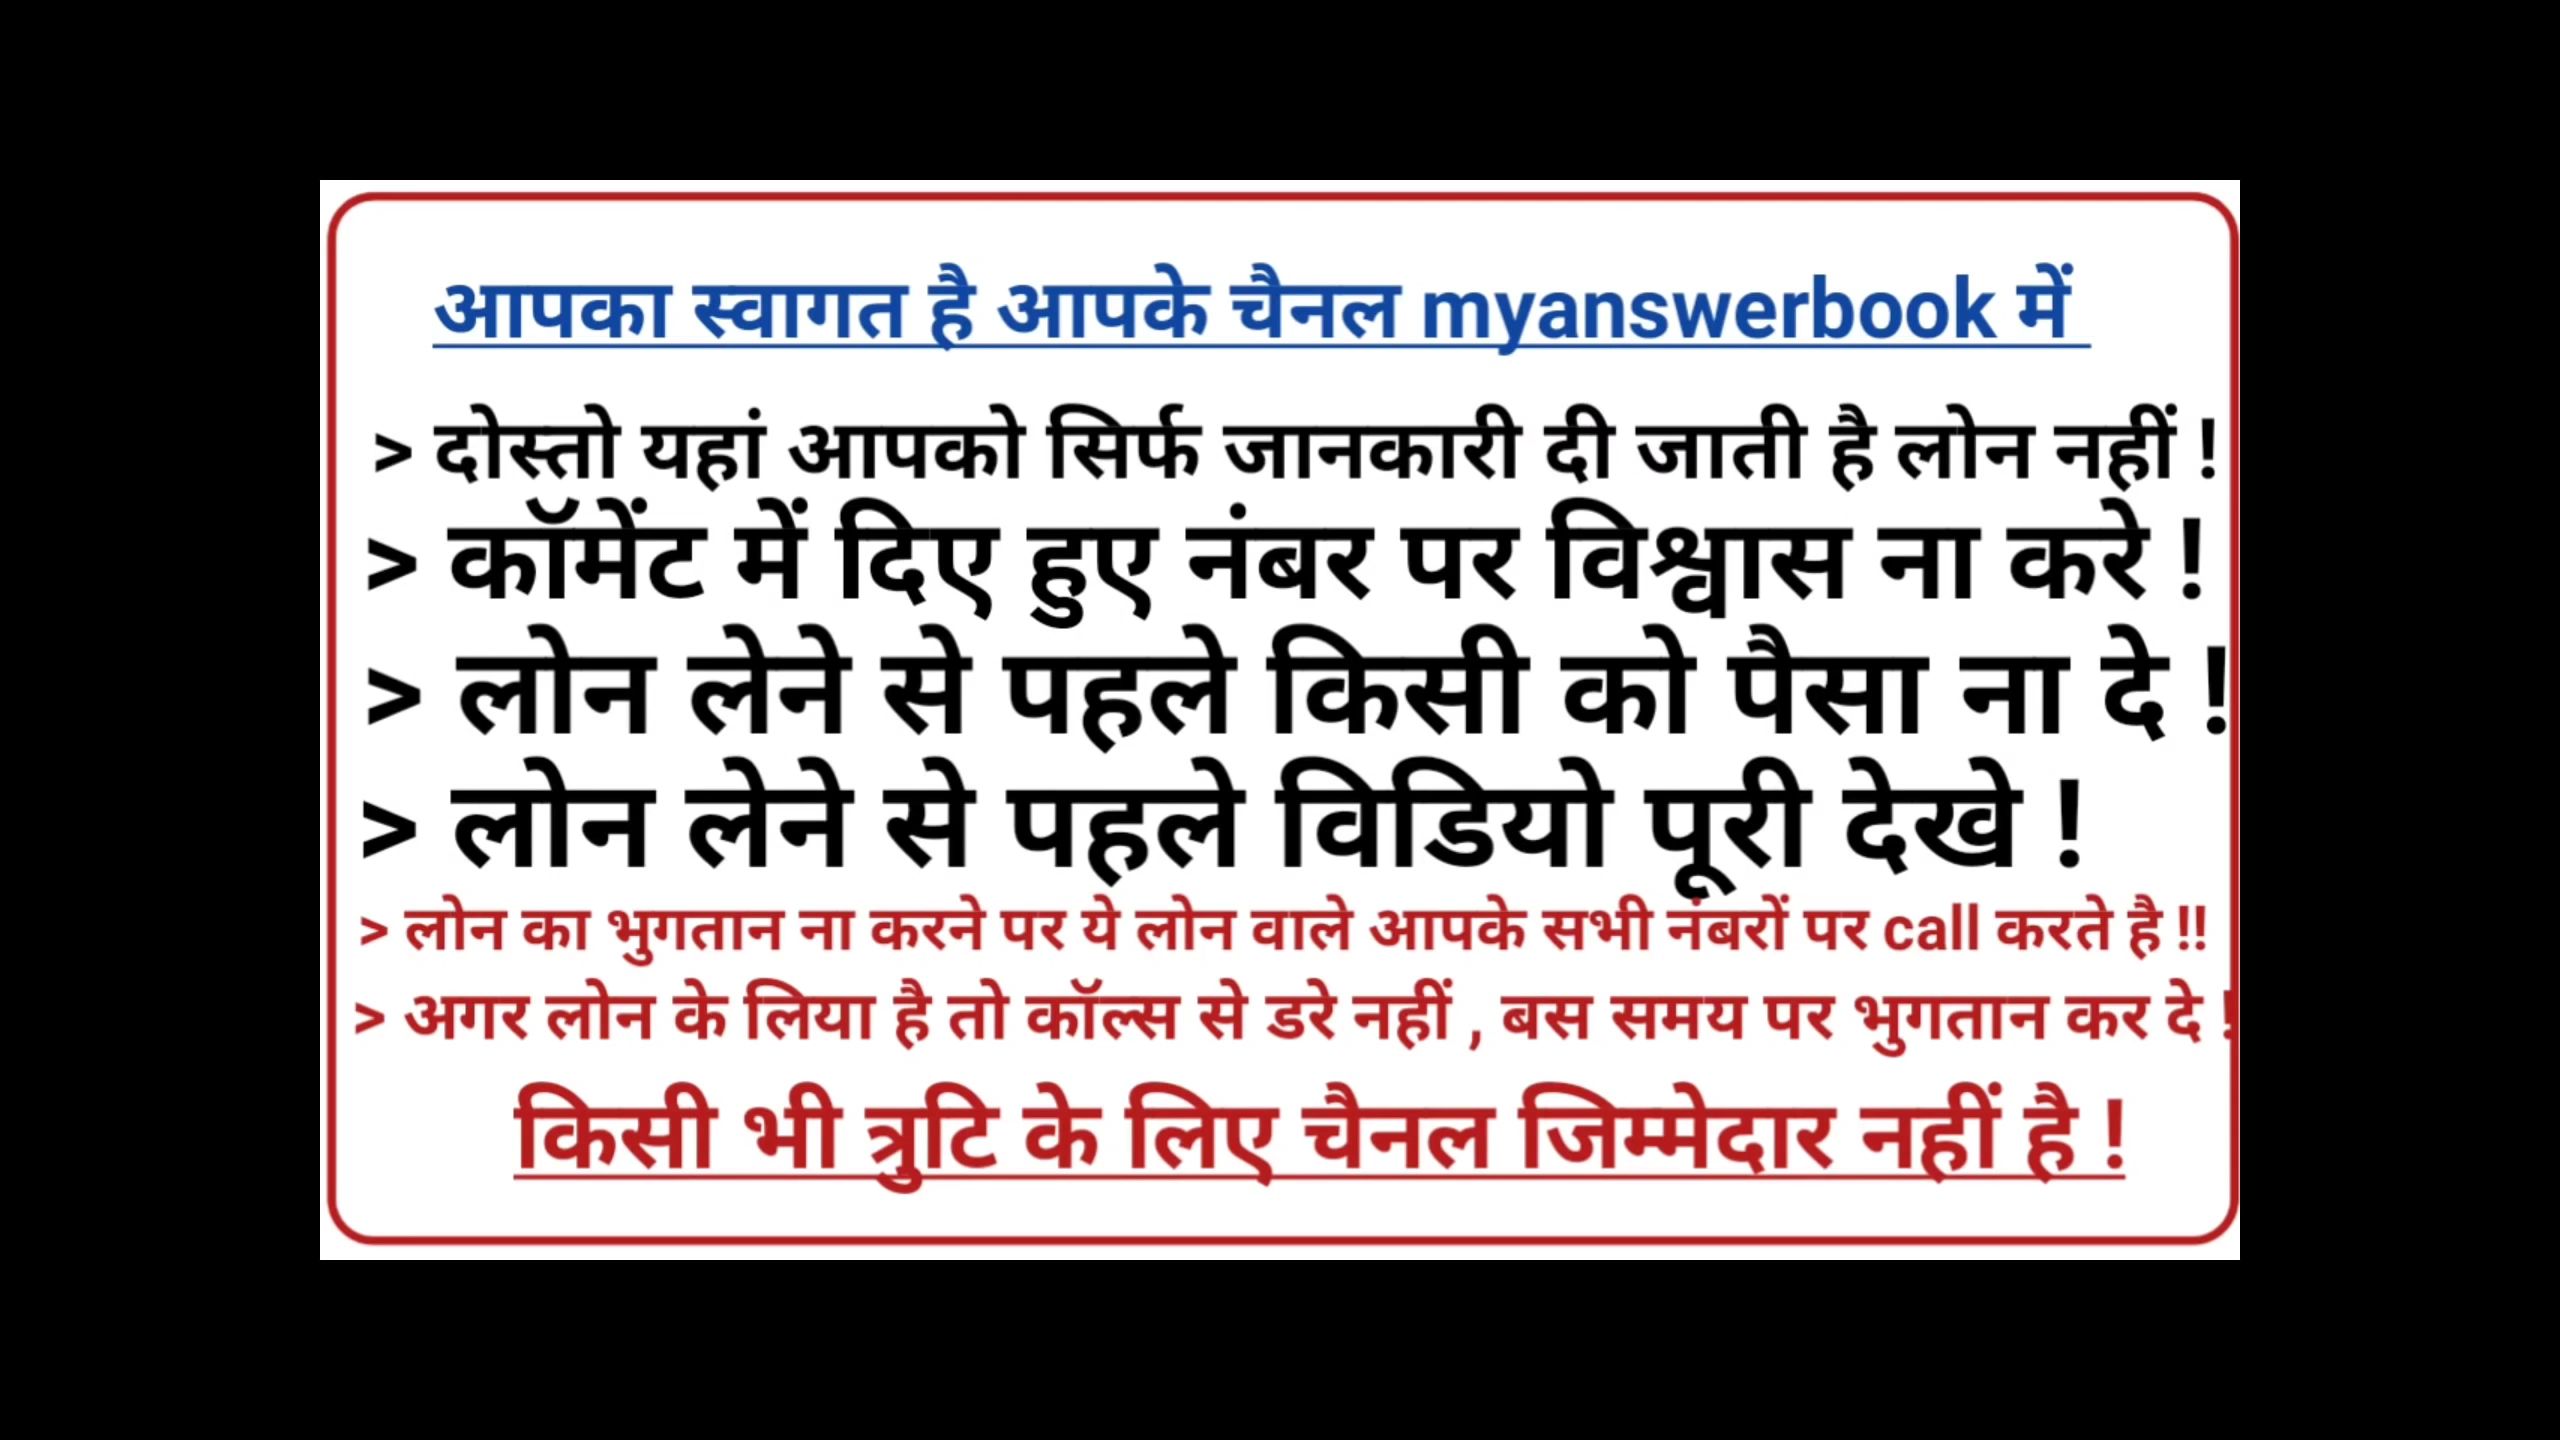 आपका स्वागत है आपके चैनल myanswerbook में
> दोस्तो यहां आपको सिर्फ जानकारी दी जाती है लोन नहीं !
> कॉमेंट में दिए हुए नंबर पर विश्वास ना करे !
> लोन लेने से पहले किसी को पैसा ना दे !
> लोन लेने से पहले विडियो पूरी देखे !
> लोन का भुगतान ना करने पर ये लोन वाले आपके सभी नंबरों पर call करते है !!
> अगर लोन के लिया है तो कॉल्स से डरे नहीं , बस समय पर भुगतान कर दे !
किसी भी त्रुटि के लिए चैनल जिम्मेदार नहीं है !